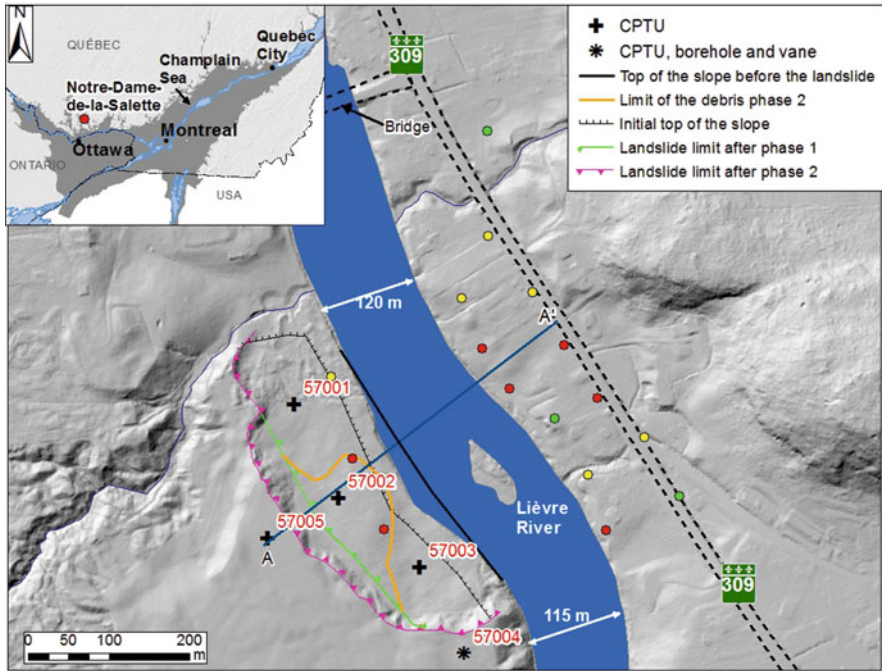 N
QUÉBEC
Quebec
City
Champlain
Sea
Notre-Dame-
de-la-Salette
Montreal
Ottawa
ONTARIO
USA
309
Bridge
CPTU
CPTU, borehole and vane
Top of the slope before the landslide
Limit of the debris phase 2
Initial top of the slope
Landslide limit after phase 1
Landslide limit after phase 2
120 m
A'
57001
57002
57005
A
57003
57004
Lièvre
River
115 m
309
0 50 100 200
m